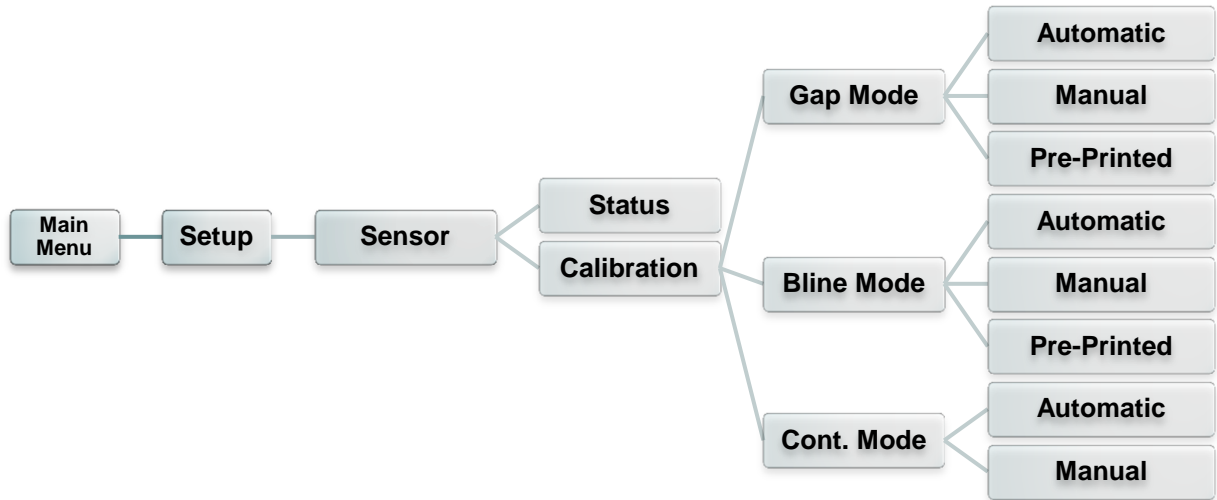 Main
Menu
Setup
Sensor
Status
Calibration
Gap Mode
Automatic
Manual
Pre-Printed
Bline Mode
Automatic
Manual
Pre-Printed
Cont. Mode
Automatic
Manual